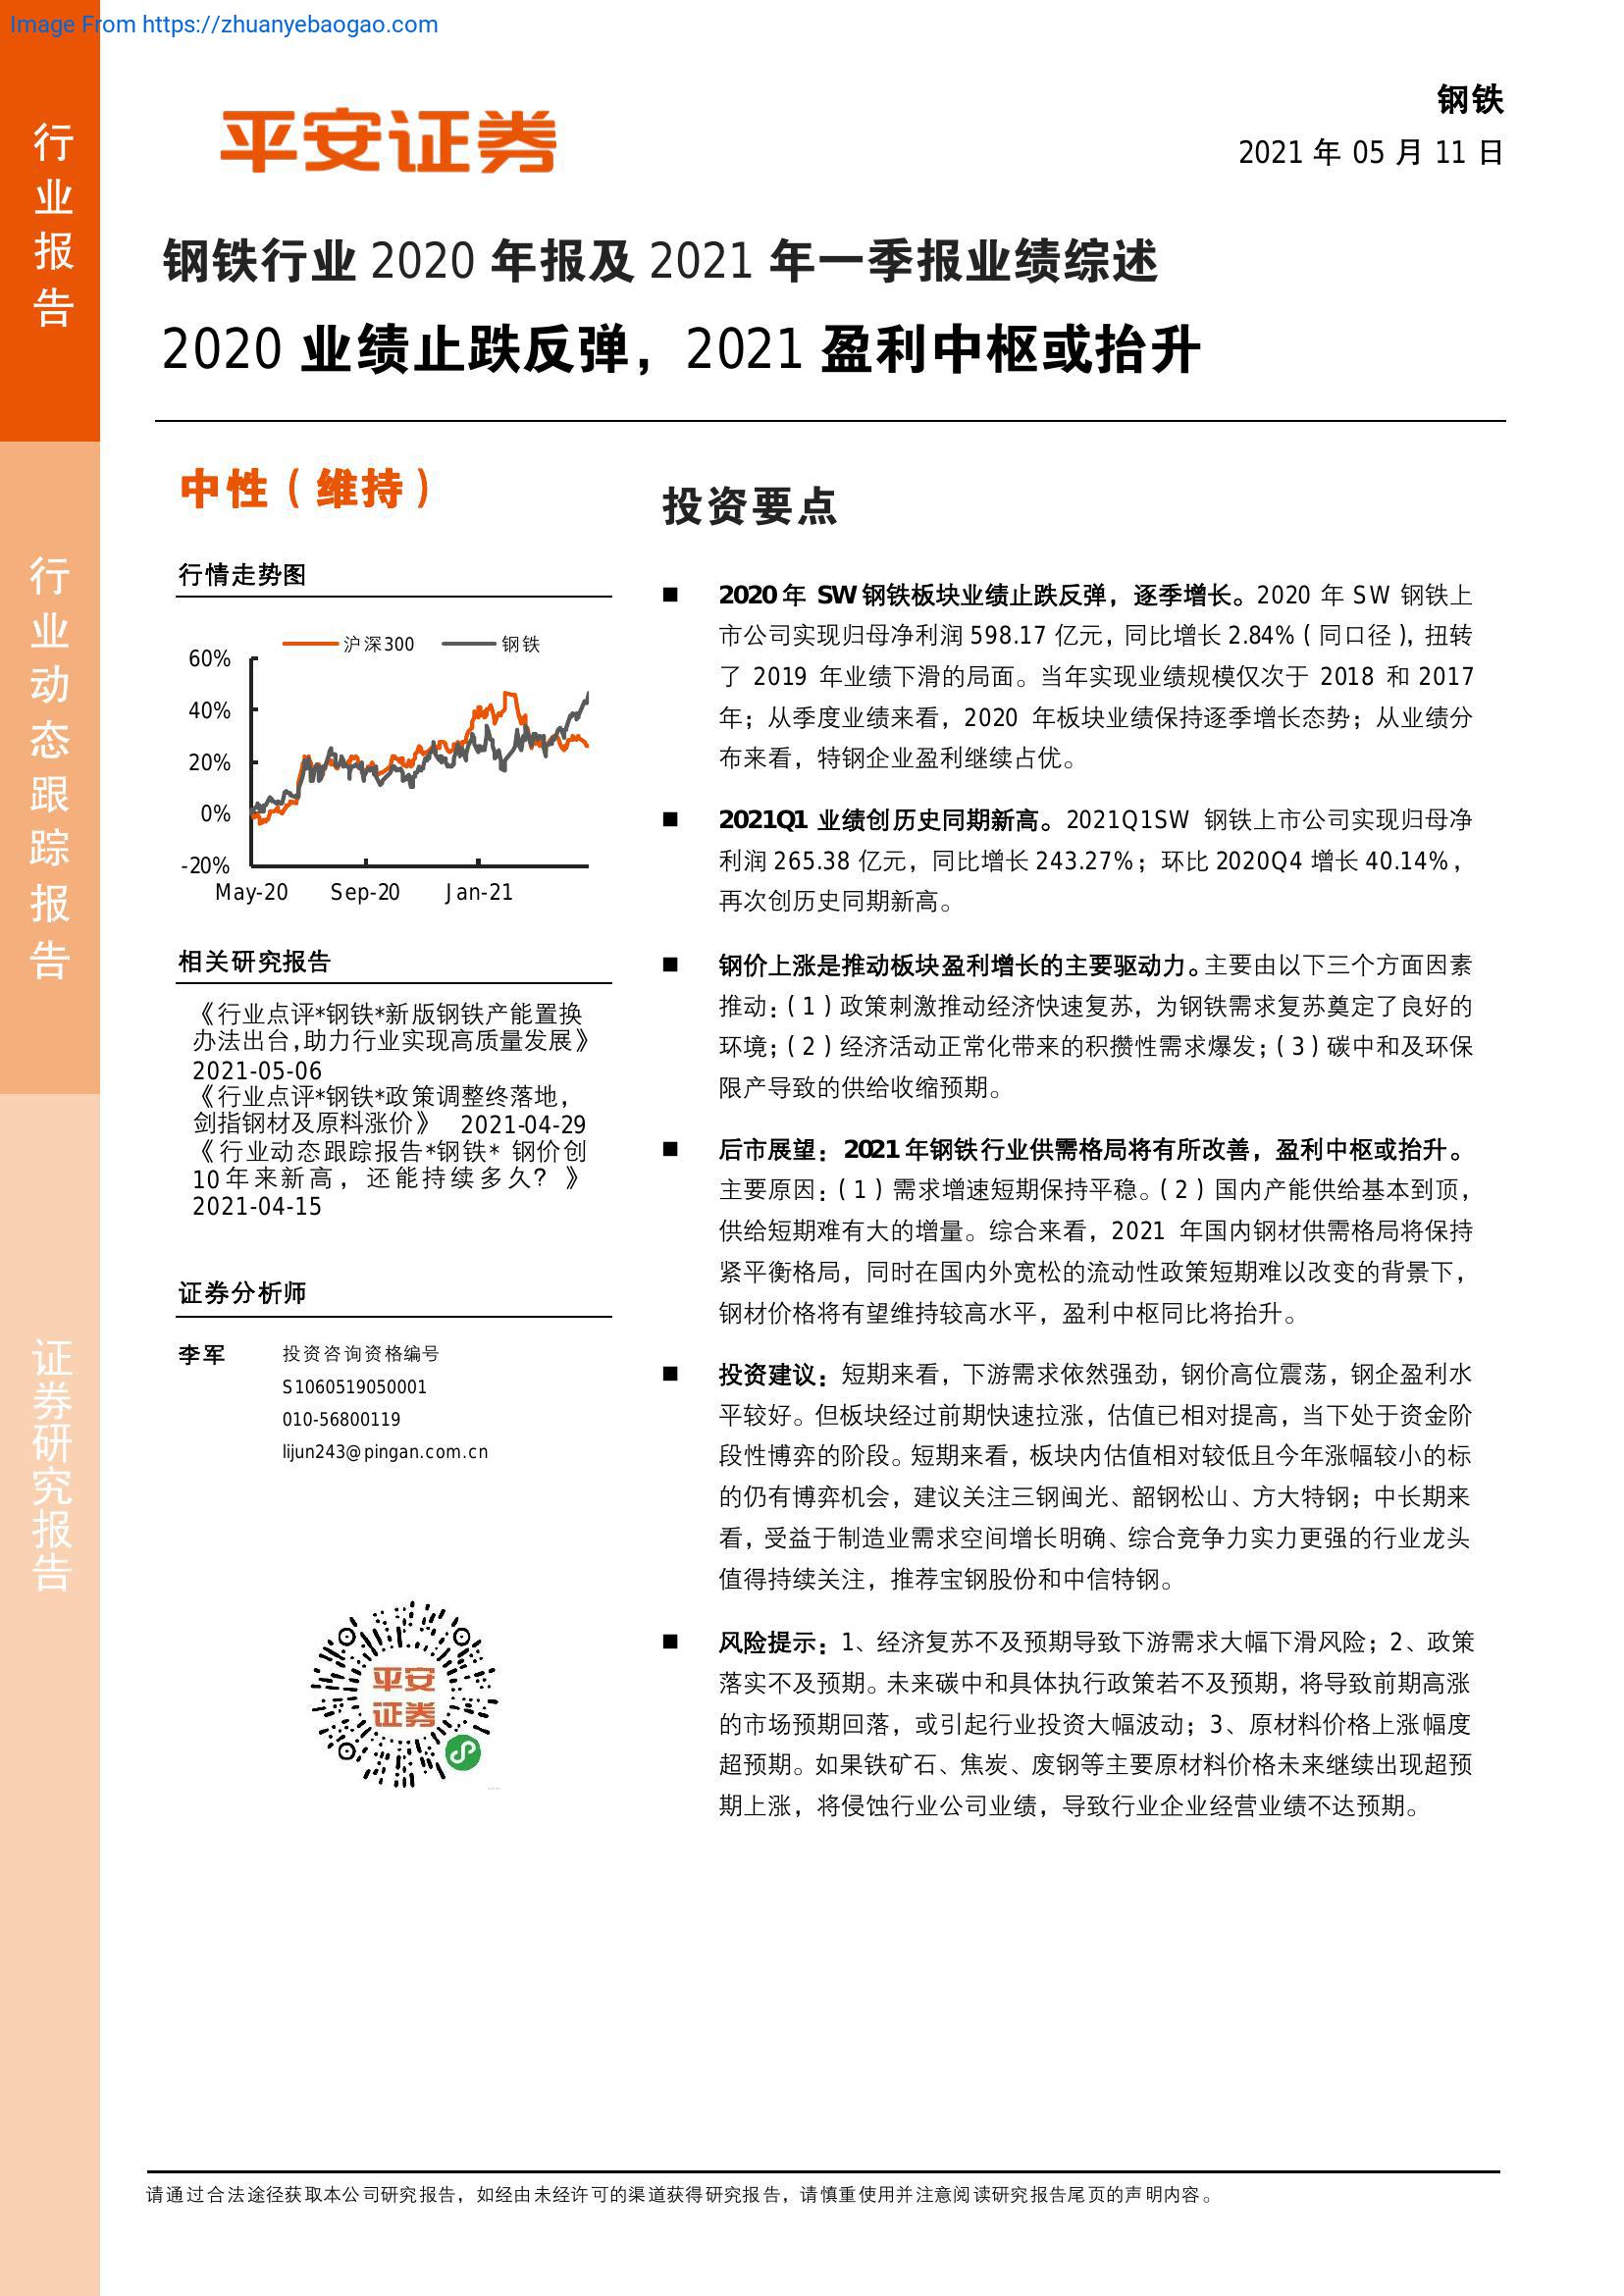 Image From https://zhuanyebaogao.com
行业报告
行业动态跟踪报告
证券研究报告
平安证券
钢铁
2021 年 05 月 11 日
钢铁行业 2020 年报及 2021 年一季报业绩综述
2020 业绩止跌反弹，2021 盈利中枢或抬升
中性（维持）
行情走势图
沪深300 钢铁
60%
40%
20%
0%
-20%
May-20 Sep-20 Jan-21
相关研究报告
《行业点评*钢铁*新版钢铁产能置换
办法出台,助力行业实现高质量发展》
2021-05-06
《行业点评*钢铁*政策调整终落地，
剑指钢材及原料涨价》 2021-04-29
《行业动态跟踪报告*钢铁* 钢价创
10 年来新高，还能持续多久？》
2021-04-15
证券分析师
李军 投资咨询资格编号
S1060519050001
010-56800119
lijun243@pingan.com.cn
平安
证券
投资要点
■ 2020 年 SW 钢铁板块业绩止跌反弹，逐季增长。2020 年 SW 钢铁上
市公司实现归母净利润 598.17 亿元，同比增长 2.84%（同口径），扭转
了 2019 年业绩下滑的局面。当年实现业绩规模仅次于 2018 和 2017
年；从季度业绩来看，2020 年板块业绩保持逐季增长态势；从业绩分
布来看，特钢企业盈利继续占优。
■ 2021Q1 业绩创历史同期新高。2021Q1SW 钢铁上市公司实现归母净
利润 265.38 亿元，同比增长 243.27%；环比 2020Q4 增长 40.14%，
再次创历史同期新高。
■ 钢价上涨是推动板块盈利增长的主要驱动力。主要由以下三个方面因素
推动：（1）政策刺激推动经济快速复苏，为钢铁需求复苏奠定了良好的
环境；（2）经济活动正常化带来的积攒性需求爆发；（3）碳中和及环保
限产导致的供给收缩预期。
■ 后市展望：2021 年钢铁行业供需格局将有所改善，盈利中枢或抬升。
主要原因：（1）需求增速短期保持平稳。（2）国内产能供给基本到顶，
供给短期难有大的增量。综合来看，2021 年国内钢材供需格局将保持
紧平衡格局，同时在国内外宽松的流动性政策短期难以改变的背景下，
钢材价格将有望维持较高水平，盈利中枢同比将抬升。
■ 投资建议：短期来看，下游需求依然强劲，钢价高位震荡，钢企盈利水
平较好。但板块经过前期快速拉涨，估值已相对提高，当下处于资金阶
段性博弈的阶段。短期来看，板块内估值相对较低且今年涨幅较小的标
的仍有博弈机会，建议关注三钢闽光、韶钢松山、方大特钢；中长期来
看，受益于制造业需求空间增长明确、综合竞争力实力更强的行业龙头
值得持续关注，推荐宝钢股份和中信特钢。
■ 风险提示：1、经济复苏不及预期导致下游需求大幅下滑风险；2、政策
落实不及预期。未来碳中和具体执行政策若不及预期，将导致前期高涨
的市场预期回落，或引起行业投资大幅波动；3、原材料价格上涨幅度
超预期。如果铁矿石、焦炭、废钢等主要原材料价格未来继续出现超预
期上涨，将侵蚀行业公司业绩，导致行业企业经营业绩不达预期。
请通过合法途径获取本公司研究报告，如经由未经许可的渠道获得研究报告，请慎重使用并注意阅读研究报告尾页的声明内容。